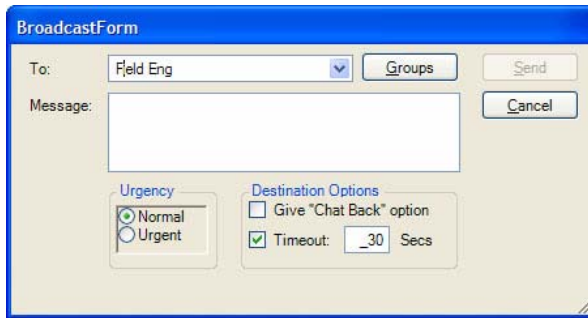 BroadcastForm
To: Field Eng Groups Send
Message: Cancel
Urgency Destination Options
Normal Give "Chat Back" option
Urgent Timeout: _30 Secs